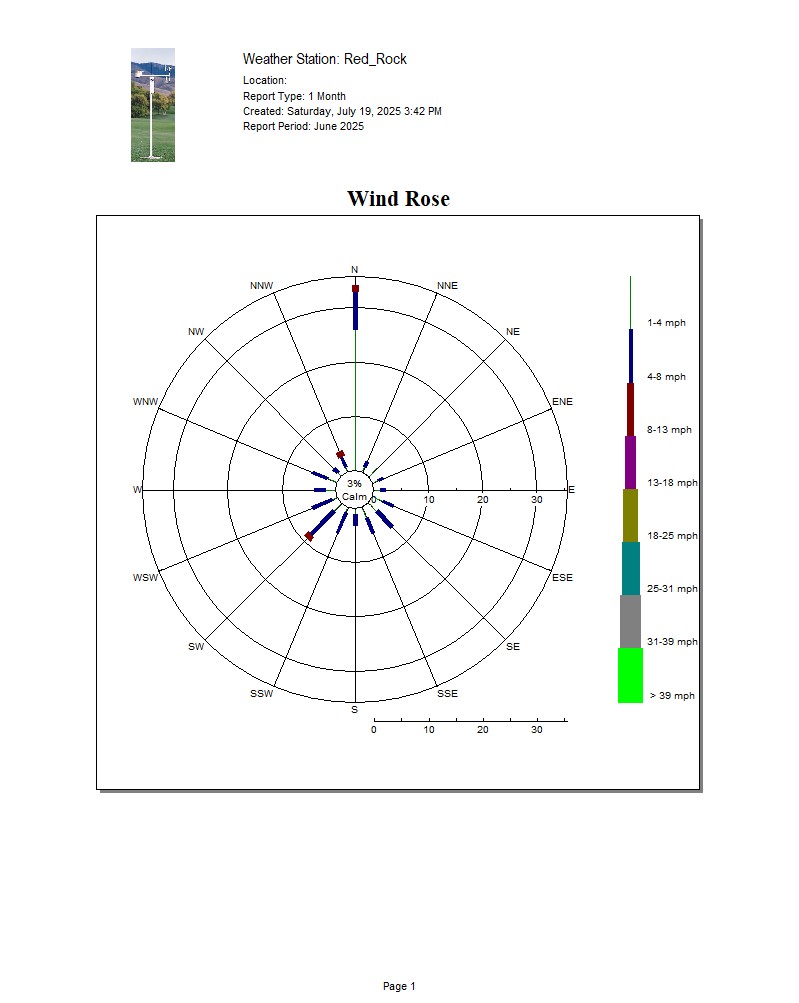 Weather Station: Red_Rock
Location:
Report Type: 1 Month
Created: Saturday, July 19, 2025 3:42 PM
Report Period: June 2025
Wind Rose
N
NNW NNE
NW NE
1-4 mph
4-8 mph
WNW ENE
8-13 mph
3%
13-18 mph
W E
Calm 0 10 20 30
18-25 mph
WSW ESE
25-31 mph
SW SE
31-39 mph
SSW SSE
> 39 mph
S
0 10 20 30
Page 1